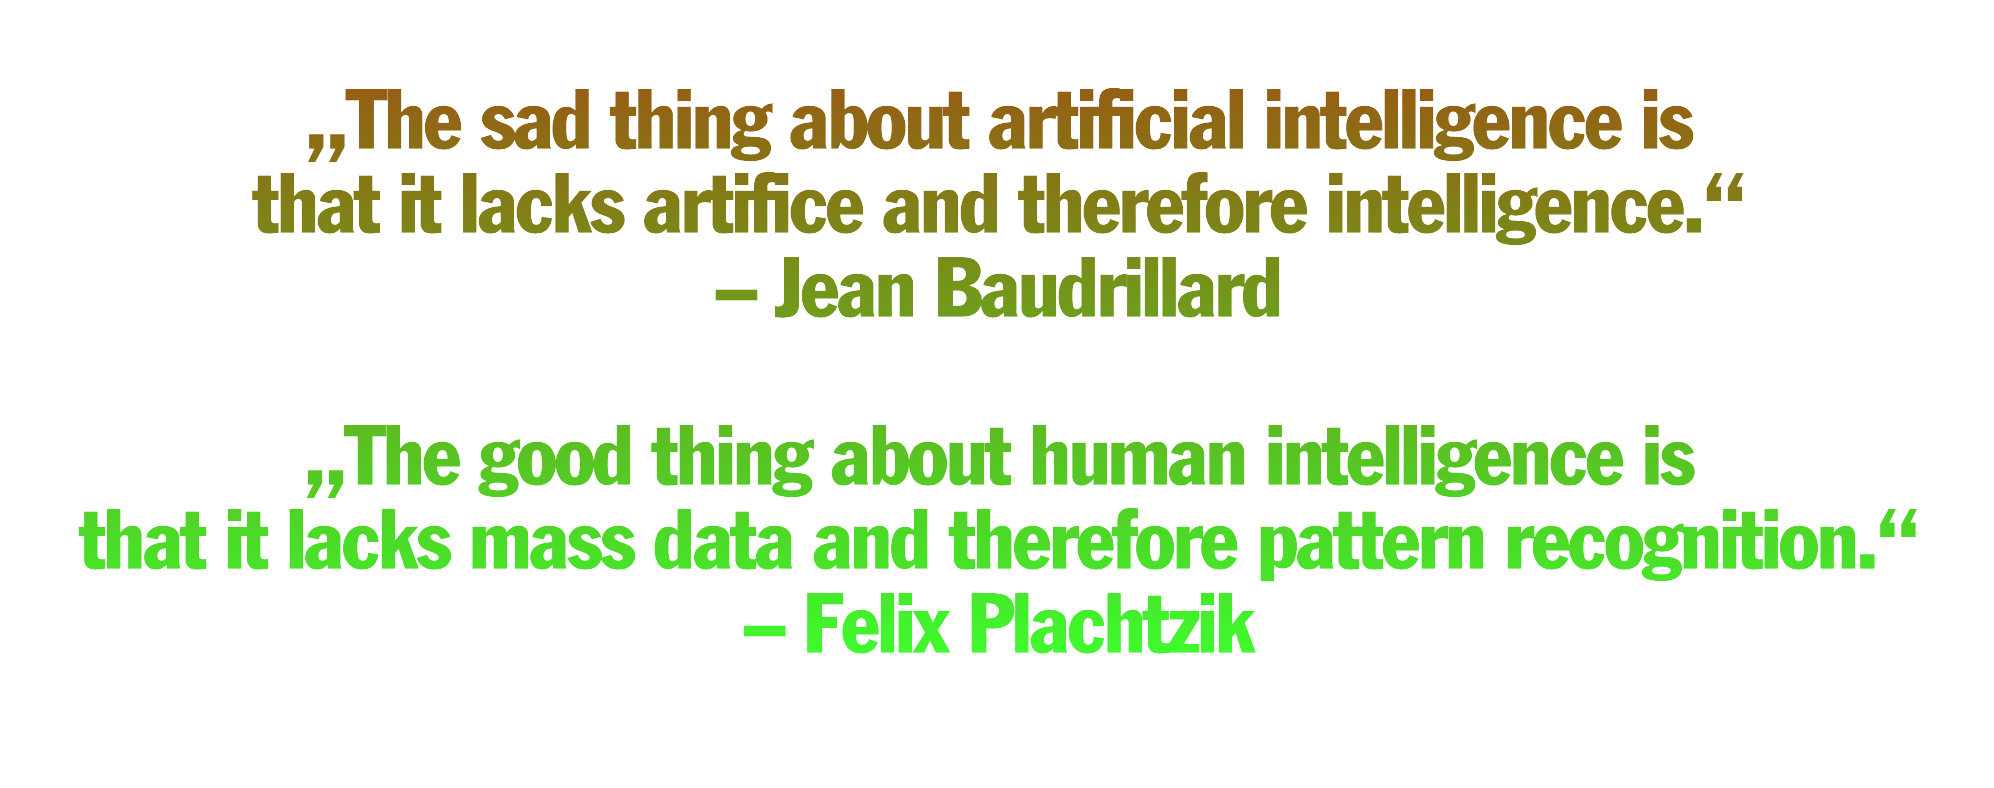 „The sad thing about artificial intelligence is
that it lacks artifice and therefore intelligence.“
– Jean Baudrillard
„The good thing about human intelligence is
that it lacks mass data and therefore pattern recognition.“
– Felix Plachtzik